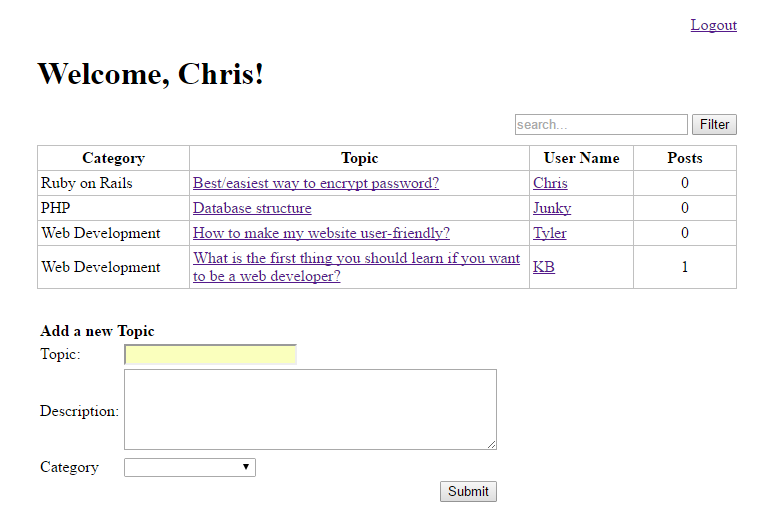 Logout
Welcome, Chris!
search... Filter
Category Topic User Name Posts
Ruby on Rails Best/easiest way to encrypt password? Chris 0
PHP Database structure Junky 0
Web Development How to make my website user-friendly? Tyler 0
Web Development What is the first thing you should learn if you want to be a web developer? KB 1
Add a new Topic
Topic:
Description:
Category
Submit